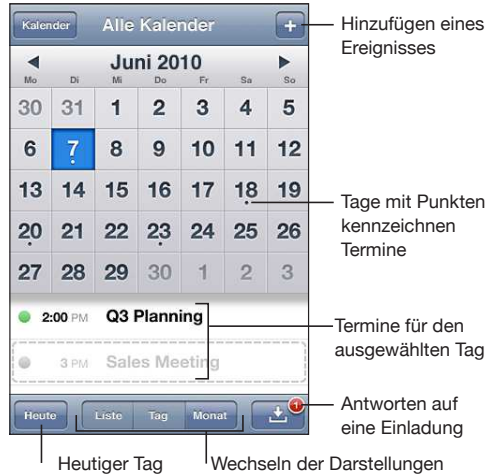 Kalender Alle Kalender +
Hinzufügen eines
Ereignisses
Juni 2010
Mo Di Mi Do Fr Sa So
30 31 1 2 3 4 5
6 7 8 9 10 11 12
13 14 15 16 17 18 19
20 21 22 23 24 25 26
27 28 29 30 1 2 3
Tage mit Punkten
kennzeichnen
Termine
2:00 PM Q3 Planning
3 PM Sales Meeting
Termine für den
ausgewählten Tag
Heute Liste Tag Monat 1
Antworten auf
eine Einladung
Heutiger Tag
Wechseln der Darstellungen